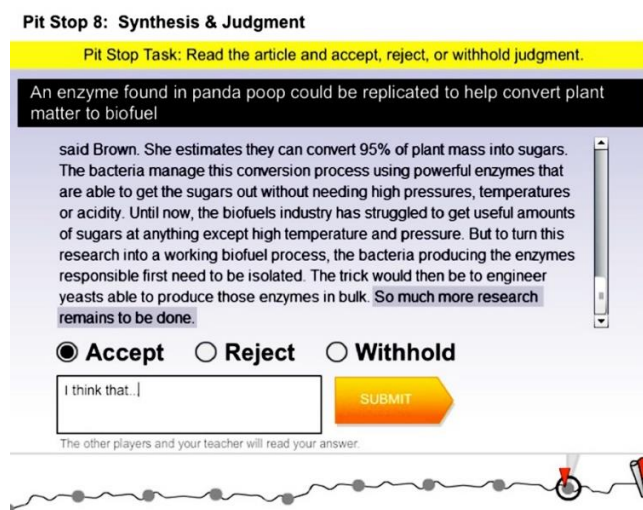 Pit Stop 8: Synthesis & Judgment
Pit Stop Task: Read the article and accept, reject, or withhold judgment.
An enzyme found in panda poop could be replicated to help convert plant
matter to biofuel
said Brown. She estimates they can convert 95% of plant mass into sugars.
The bacteria manage this conversion process using powerful enzymes that
are able to get the sugars out without needing high pressures, temperatures
or acidity. Until now, the biofuels industry has struggled to get useful amounts
of sugars at anything except high temperature and pressure. But to turn this
research into a working biofuel process, the bacteria producing the enzymes
responsible first need to be isolated. The trick would then be to engineer
yeasts able to produce those enzymes in bulk. So much more research
remains to be done.
Accept Reject Withhold
I think that...
SUBMIT
The other players and your teacher will read your answer.